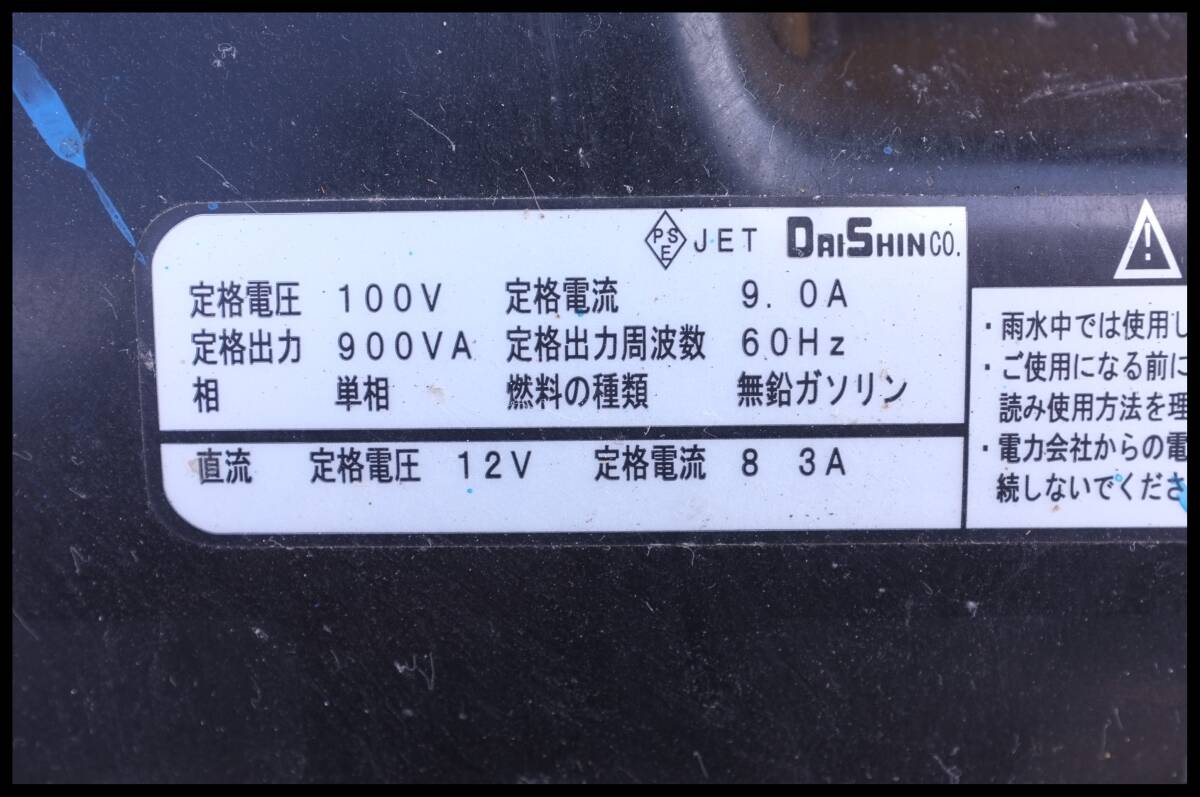 PSE JET DAISHIN CO.
定格電圧 100V 定格電流 9.0A
定格出力 900VA 定格出力周波数 60Hz
相 単相 燃料の種類 無鉛ガソリン
直流 定格電圧 12V 定格電流 8 3A
!
・雨水中では使用し
・ご使用になる前に
読み使用方法を理
・電力会社からの電
続しないでくださ